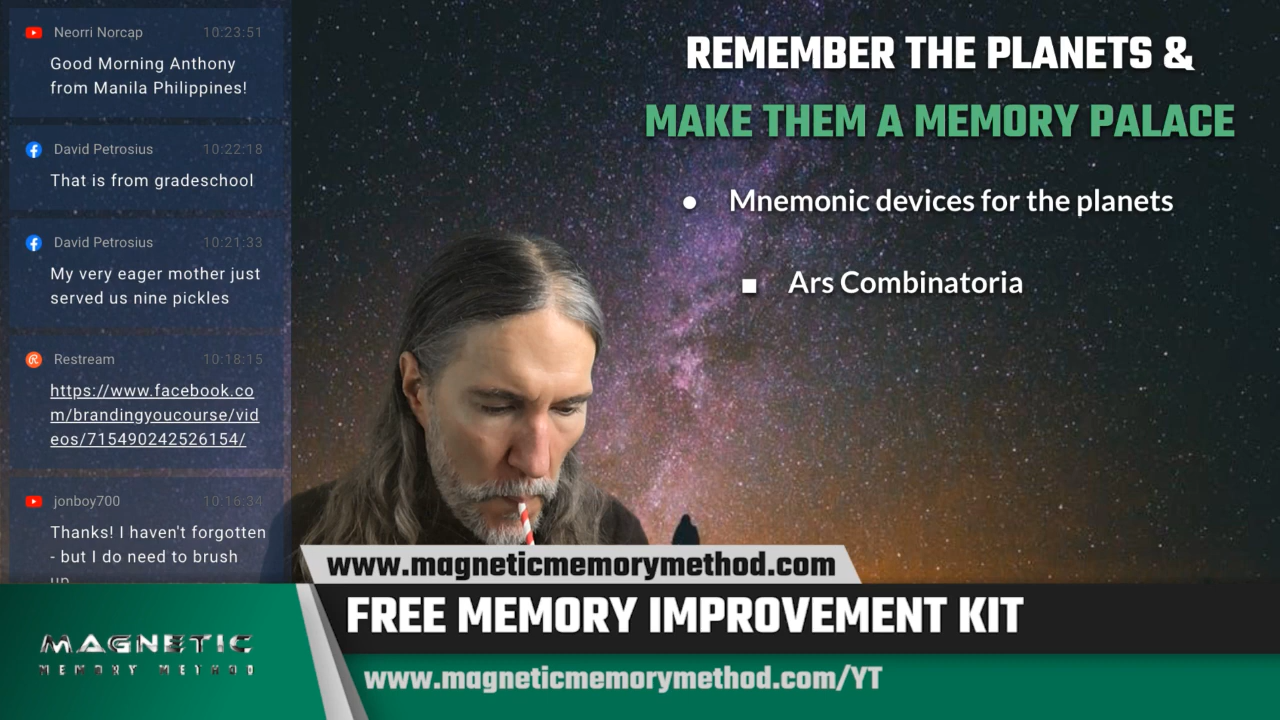 Neorri Norcap 10:23:51
Good Morning Anthony
from Manila Philippines!
David Petrosius 10:22:18
That is from gradeschool
David Petrosius 10:21:33
My very eager mother just
served us nine pickles
Restream 10:18:15
https://www.facebook.co
m/brandingyoucourse/vid
eos/715490242526154/
jonboy700 10:16:34
Thanks! I haven't forgotten
- but I do need to brush
up
REMEMBER THE PLANETS &
MAKE THEM A MEMORY PALACE
• Mnemonic devices for the planets
■ Ars Combinatoria
www.magneticmemorymethod.com
FREE MEMORY IMPROVEMENT KIT
www.magneticmemorymethod.com/YT
MAGNETIC
MEMORY METHOD